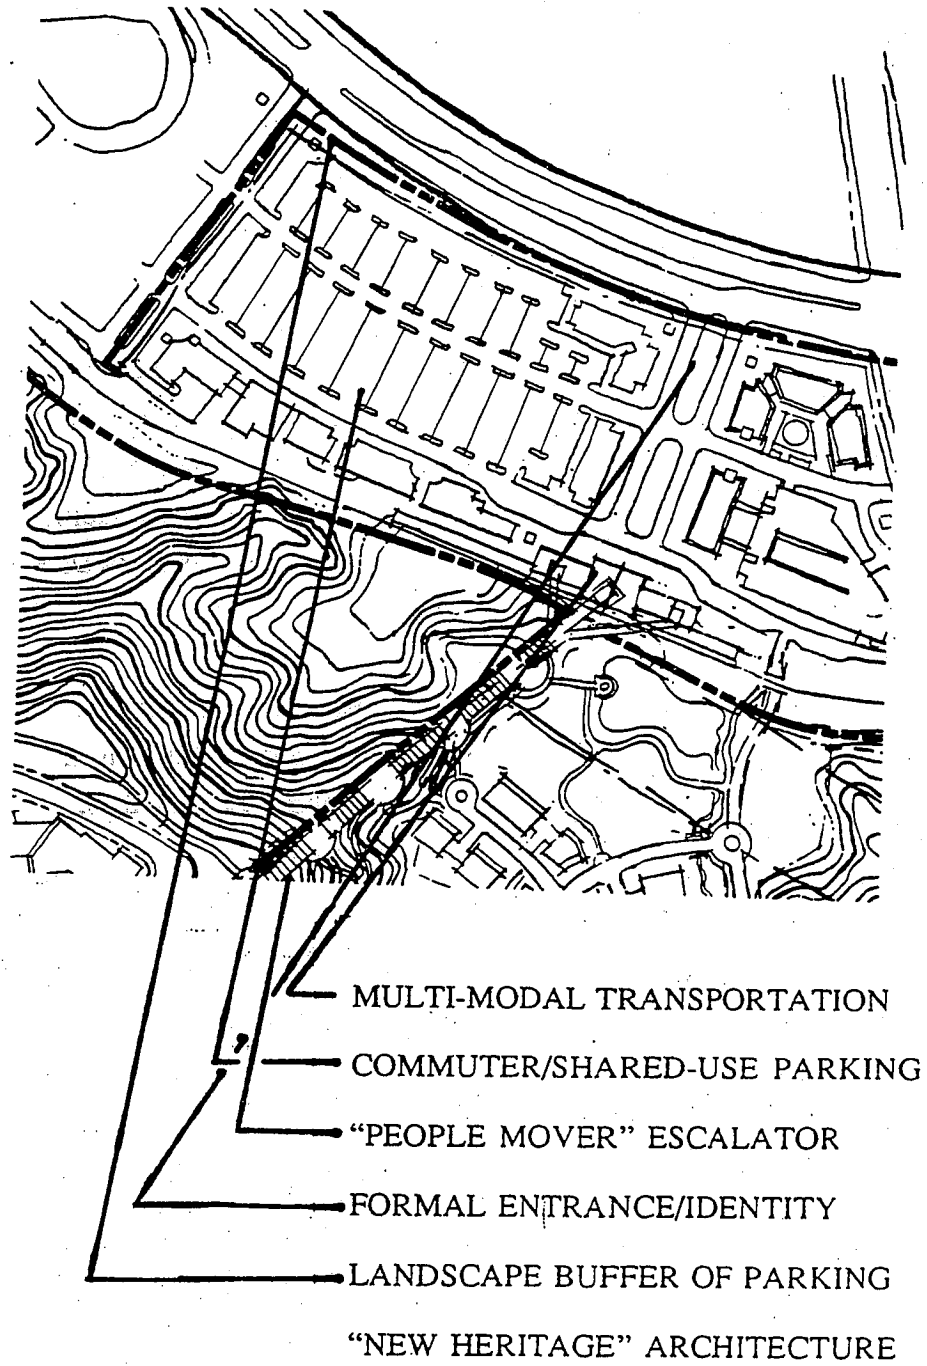 MULTI-MODAL TRANSPORTATION
COMMUTER/SHARED-USE PARKING
“PEOPLE MOVER” ESCALATOR
FORMAL ENTRANCE/IDENTITY
LANDSCAPE BUFFER OF PARKING
“NEW HERITAGE” ARCHITECTURE